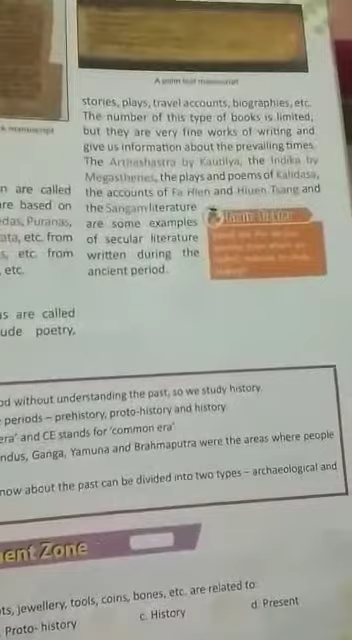 A palm leaf manuscript
manuscript
stories, plays, travel accounts, biographies, etc.
The number of this type of books is limited,
but they are very fine works of writing and
give us information about the prevailing times.
The Arthashastra by Kautilya, the Indika by
Megasthenes, the plays and poems of Kalidasa,
the accounts of Fa Hien and Hiuen Tsang and
the Sangam literature
are some examples
of secular literature
written during the
ancient period.
n are called
are based on
edas, Puranas,
ata, etc. from
s, etc. from
, etc.
as are called
ude poetry,
od without understanding the past, so we study history.
periods – prehistory, proto-history and history
era' and CE stands for 'common era'
ndus, Ganga, Yamuna and Brahmaputra were the areas where people
now about the past can be divided into two types – archaeological and
ent Zone
ts, jewellery, tools, coins, bones, etc. are related to:
Proto- history
c. History
d. Present